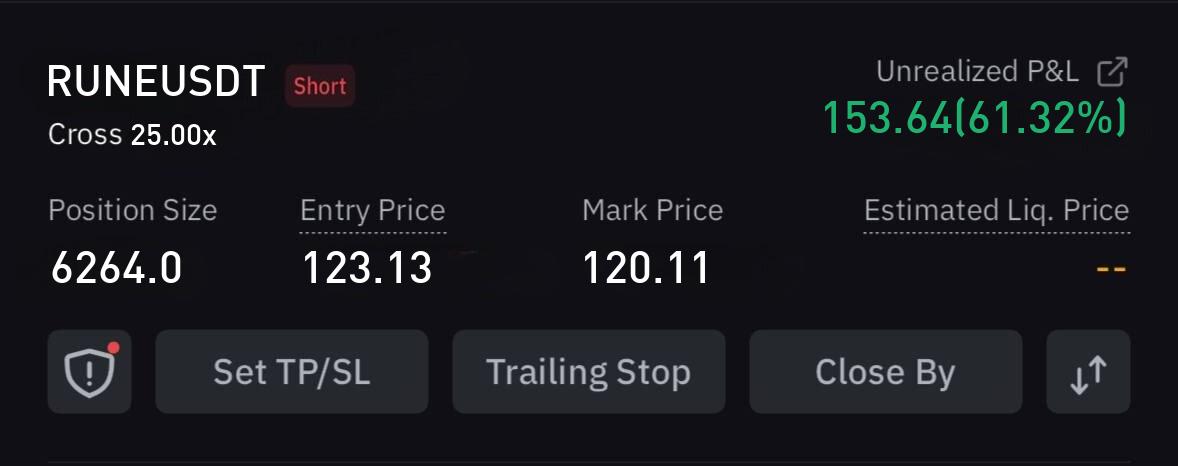 RUNEUSDT Short
Unrealized P&L
Cross 25.00x
153.64(61.32%)
Position Size Entry Price Mark Price Estimated Liq. Price
6264.0 123.13 120.11 --
Set TP/SL Trailing Stop Close By